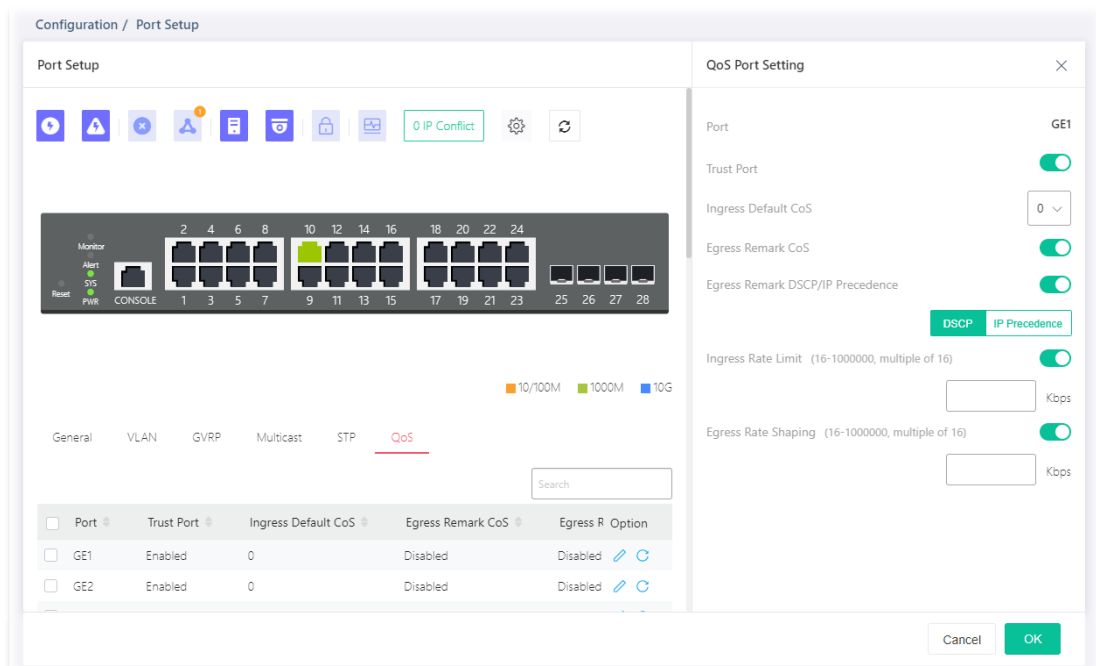 Configuration / Port Setup
Port Setup
1
0 IP Conflict
2 4 6 8 10 12 14 16 18 20 22 24
Monitor
Alert
SYS
Reset
PWR
CONSOLE
1 3 5 7 9 11 13 15 17 19 21 23 25 26 27 28
10/100M 1000M 10G
General VLAN GVRP Multicast STP QoS
Search
Port Trust Port Ingress Default CoS Egress Remark CoS Egress R Option
GE1 Enabled 0 Disabled Disabled
GE2 Enabled 0 Disabled Disabled
QoS Port Setting
Port GE1
Trust Port
Ingress Default CoS 0
Egress Remark CoS
Egress Remark DSCP/IP Precedence
DSCP IP Precedence
Ingress Rate Limit (16-1000000, multiple of 16)
Kbps
Egress Rate Shaping (16-1000000, multiple of 16)
Kbps
Cancel OK